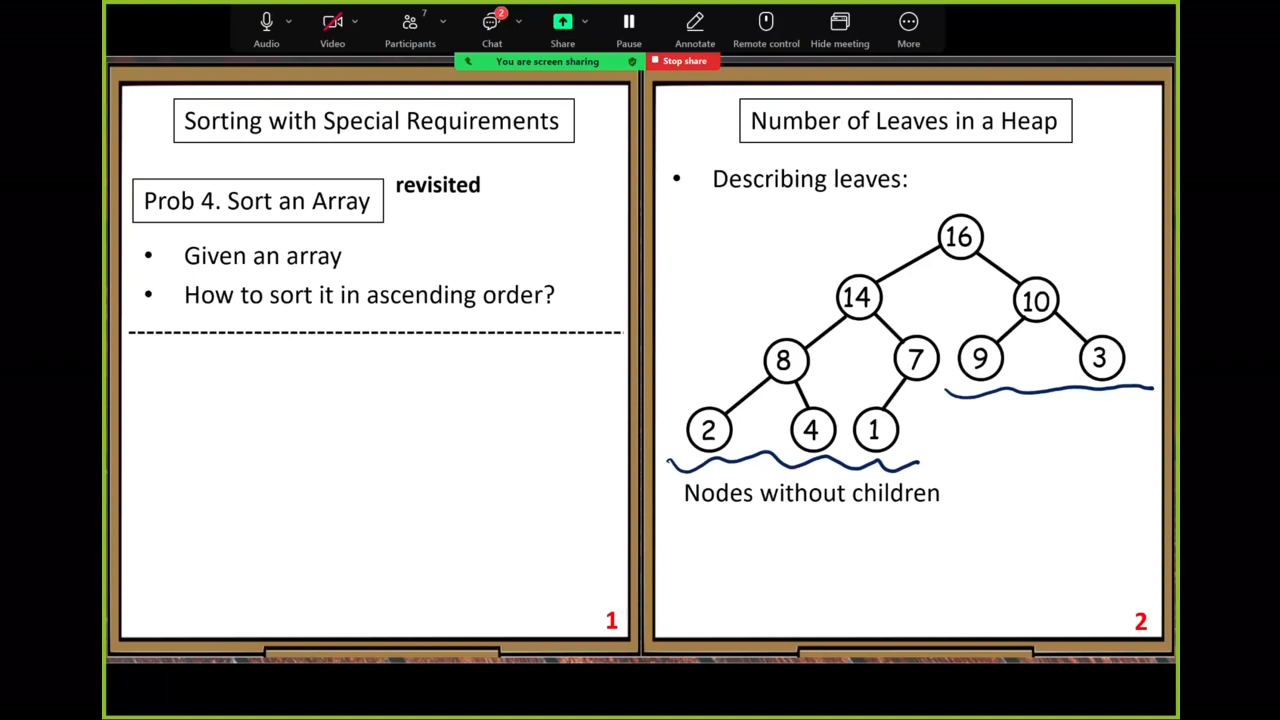 7
2
Audio
Video
Participants
Chat
Share
Pause
Annotate
Remote control
Hide meeting
More
You are screen sharing
Stop share
Sorting with Special Requirements
revisited
Prob 4. Sort an Array
• Given an array
• How to sort it in ascending order?
1
Number of Leaves in a Heap
• Describing leaves:
16
14
10
8
7
9
3
2
4
1
Nodes without children
2